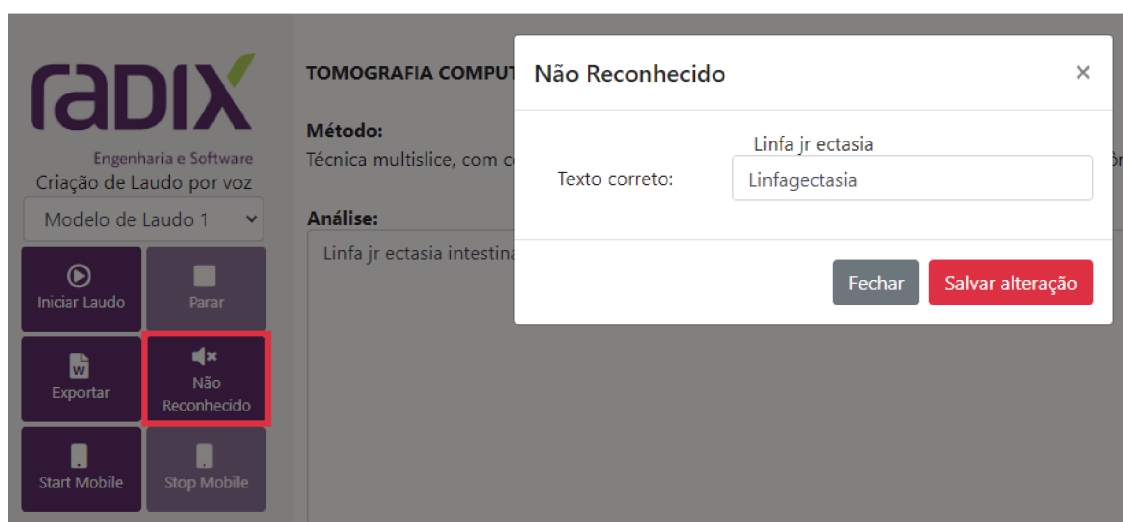 radix
Engenharia e Software
Criação de Laudo por voz
Modelo de Laudo 1
Iniciar Laudo
Parar
W
Exportar
Não
Reconhecido
Start Mobile
Stop Mobile
TOMOGRAFIA COMPUT
Método:
Técnica multislice, com c
Análise:
Linfa jr ectasia intestina
Não Reconhecido
×
Linfa jr ectasia
Texto correto:
Linfagectasia
Fechar
Salvar alteração